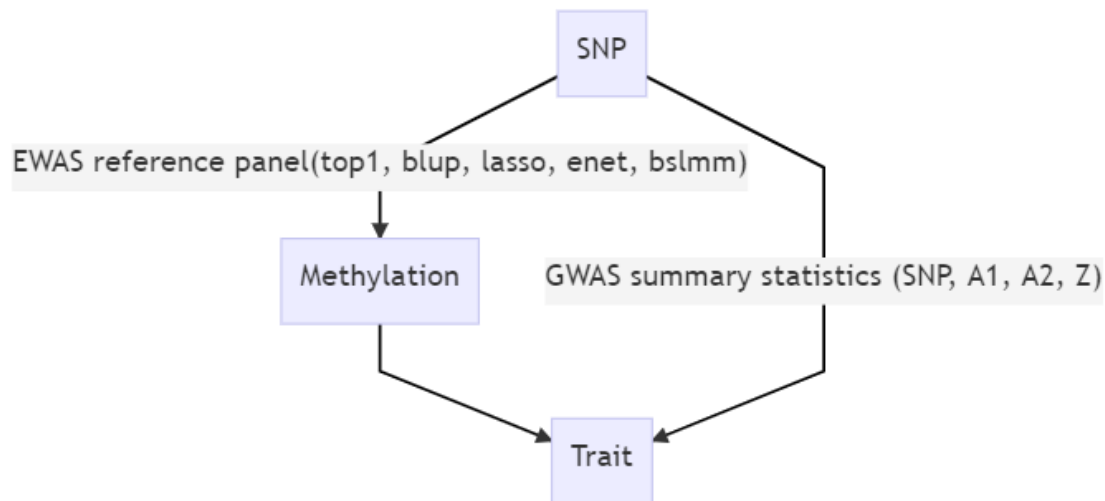 SNP
EWAS reference panel(top1, blup, lasso, enet, bslmm)
Methylation
GWAS summary statistics (SNP, A1, A2, Z)
Trait